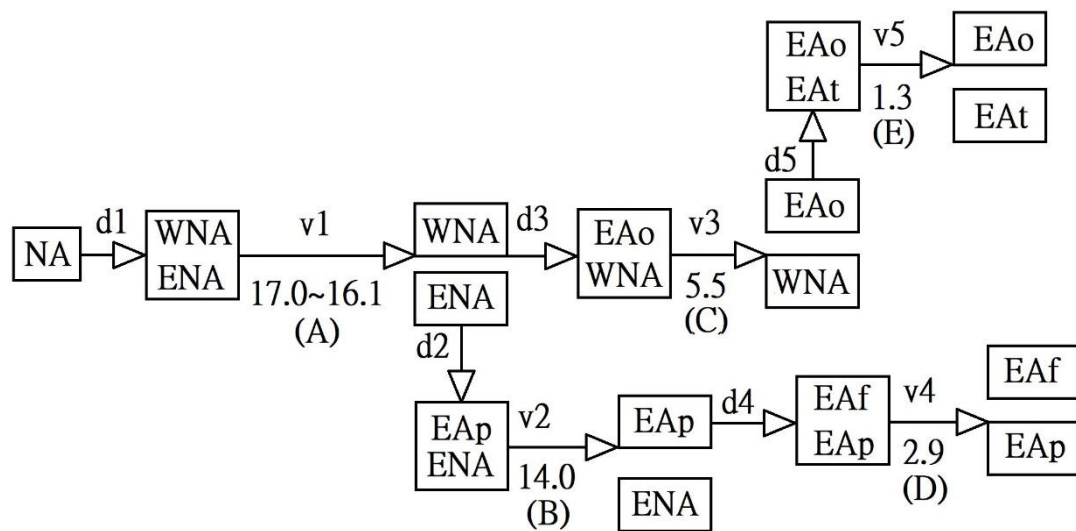 EAo
EAt
v5
1.3
(E)
EAo
EAt
d5
EAo
NA
d1
WNA
ENA
v1
17.0~16.1
(A)
WNA
ENA
d3
EAo
WNA
v3
5.5
(C)
WNA
d2
EAp
ENA
v2
14.0
(B)
EAp
ENA
d4
EAf
EAp
v4
2.9
(D)
EAf
EAp